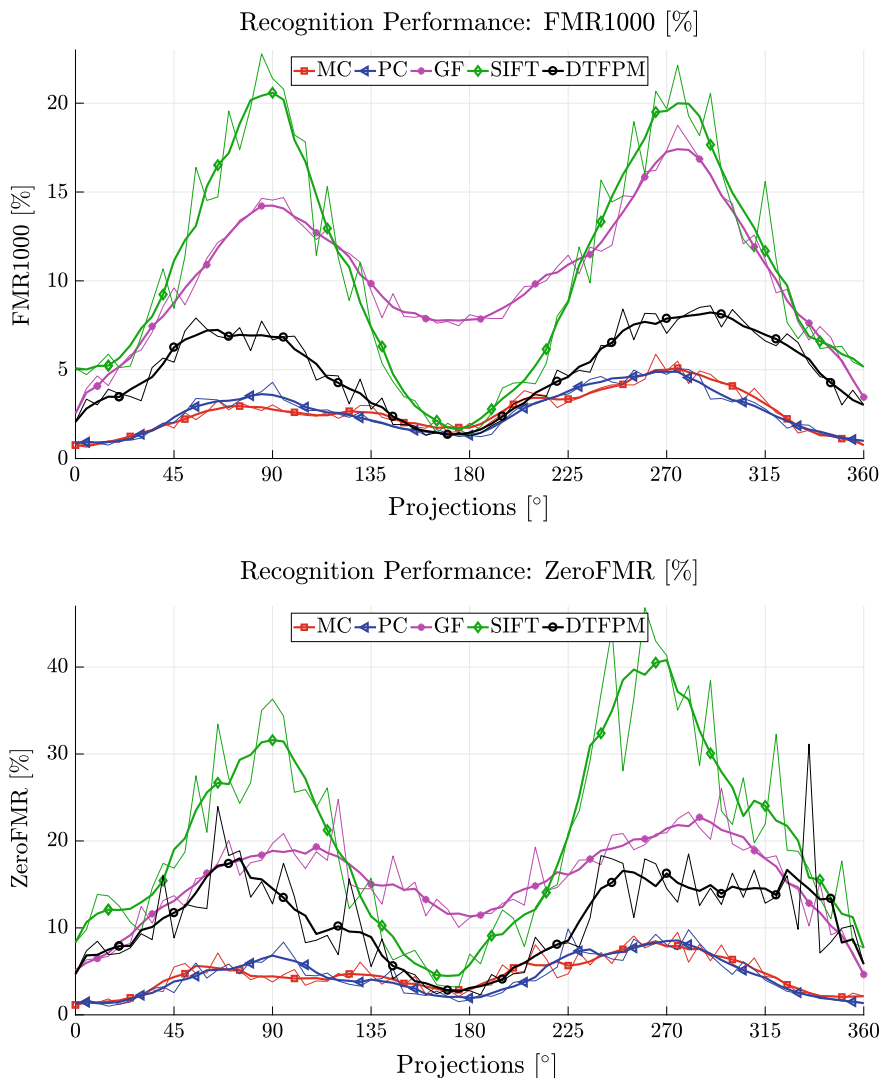 Recognition Performance: FMR1000 [%]
MC PC GF SIFT DTFPM
20
15
10
5
0
FMR1000 [%]
0 45 90 135 180 225 270 315 360
Projections [°]
Recognition Performance: ZeroFMR [%]
MC PC GF SIFT DTFPM
40
30
20
10
0
ZeroFMR [%]
0 45 90 135 180 225 270 315 360
Projections [°]